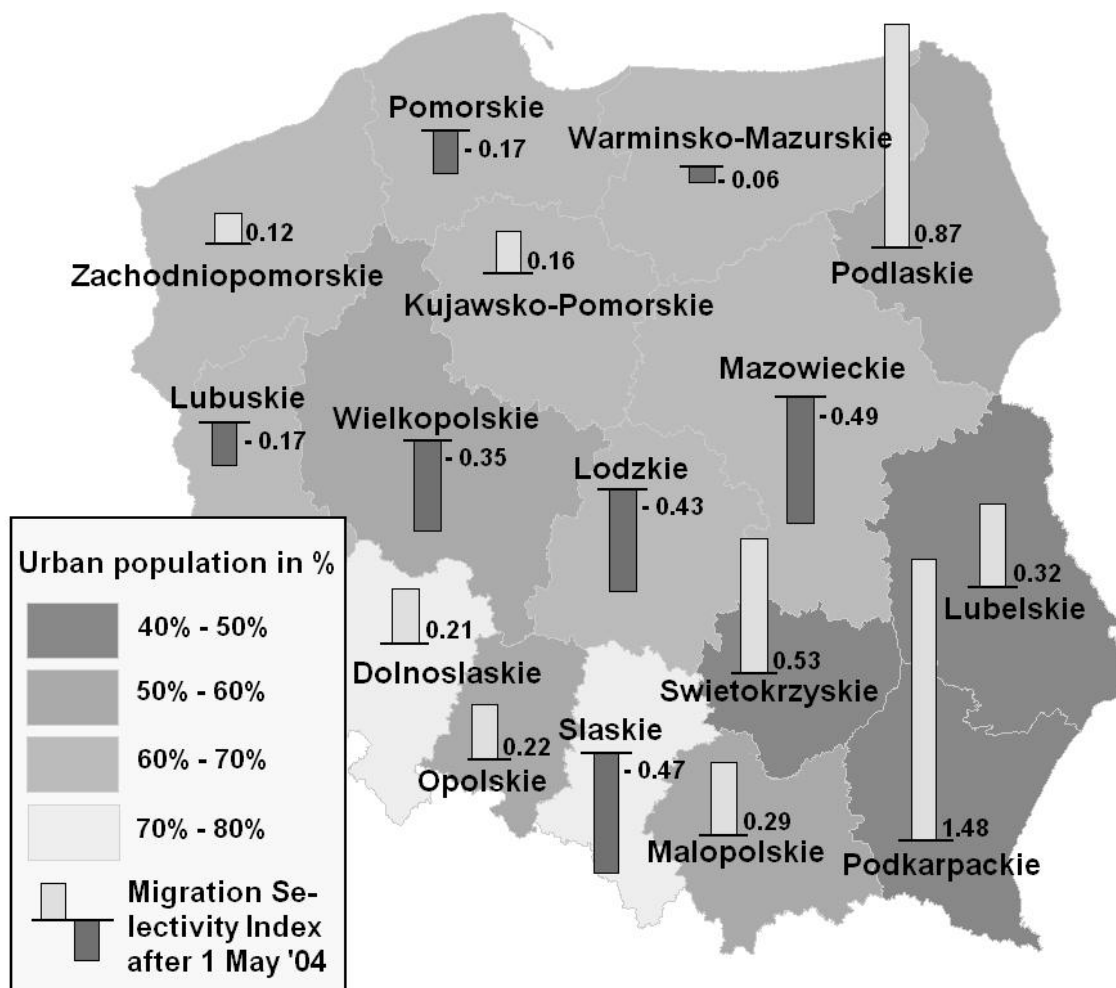 Pomorskie
- 0.17
Warminsko-Mazurskie
- 0.06
0.12
Zachodniopomorskie
0.16
Kujawsko-Pomorskie
0.87
Podlaskie
Mazowieckie
- 0.49
Lubuskie
- 0.17
Wielkopolskie
- 0.35
Lodzkie
- 0.43
0.32
Lubelskie
0.21
Dolnoslaskie
0.53
Swietokrzyskie
0.22
Opolskie
Slaskie
- 0.47
0.29
Malopolskie
1.48
Podkarpackie
Urban population in %
40% - 50%
50% - 60%
60% - 70%
70% - 80%
Migration Se-
lectivity Index
after 1 May '04